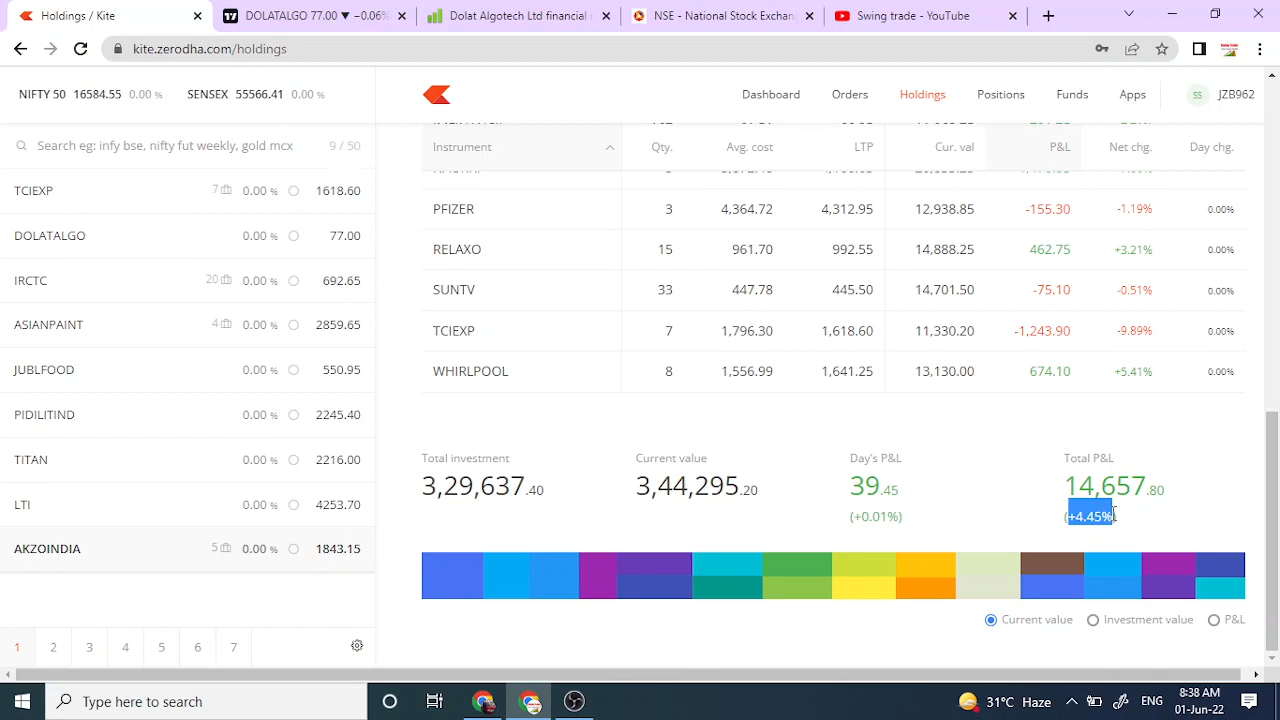 Holdings / Kite
DOLATALGO 77.00 ▼ −0.06%
Dolat Algotech Ltd financial r
NSE - National Stock Exchan
Swing trade - YouTube
kite.zerodha.com/holdings
NIFTY 50 16584.55 0.00 % SENSEX 55566.41 0.00 %
Dashboard Orders Holdings Positions Funds Apps SS JZB962
Search eg: infy bse, nifty fut weekly, gold mcx 9 / 50
TCIEXP 7 0.00 % 1618.60
DOLATALGO 0.00 % 77.00
IRCTC 20 0.00 % 692.65
ASIANPAINT 4 0.00 % 2859.65
JUBLFOOD 0.00 % 550.95
PIDILITIND 0.00 % 2245.40
TITAN 0.00 % 2216.00
LTI 0.00 % 4253.70
AKZOINDIA 5 0.00 % 1843.15
1 2 3 4 5 6 7
Instrument Qty. Avg. cost LTP Cur. val P&L Net chg. Day chg.
PFIZER 3 4,364.72 4,312.95 12,938.85 -155.30 -1.19% 0.00%
RELAXO 15 961.70 992.55 14,888.25 462.75 +3.21% 0.00%
SUNTV 33 447.78 445.50 14,701.50 -75.10 -0.51% 0.00%
TCIEXP 7 1,796.30 1,618.60 11,330.20 -1,243.90 -9.89% 0.00%
WHIRLPOOL 8 1,556.99 1,641.25 13,130.00 674.10 +5.41% 0.00%
Total investment Current value Day's P&L Total P&L
3,29,637.40 3,44,295.20 39.45 14,657.80
(+0.01%) (+4.45%)
Current value Investment value P&L
Type here to search
31°C Haze ENG 8:38 AM
01-Jun-22